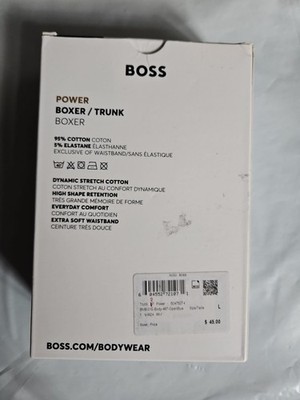 BOSS
POWER
BOXER / TRUNK
BOXER
95% COTTON COTON
5% ELASTANE ÉLASTHANNE
EXCLUSIVE OF WAISTBAND/SANS ÉLASTIQUE
DYNAMIC STRETCH COTTON
COTON STRETCH AU CONFORT DYNAMIQUE
HIGH SHAPE RETENTION
TRÈS GRANDE MÉMOIRE DE FORME
EVERYDAY COMFORT
CONFORT AU QUOTIDIEN
EXTRA SOFT WAISTBAND
CEINTURE TRÈS DOUCE
L
$ 45.00
BOSS.COM/BODYWEAR